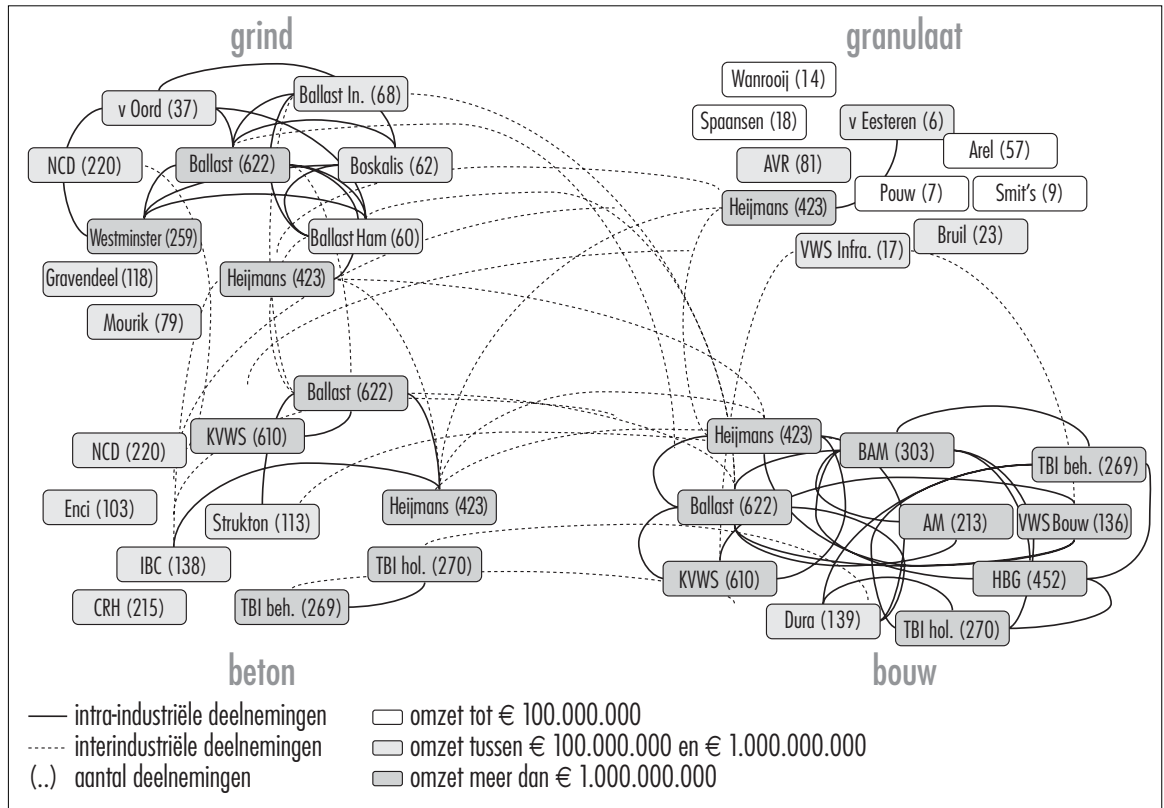 grind
granulaat
Wanrooij (14)
v Oord (37)
Ballast In. (68)
Spaansen (18)
v Eesteren (6)
Arel (57)
NCD (220)
Ballast (622)
Boskalis (62)
AVR (81)
Pouw (7)
Smit's (9)
Heijmans (423)
Westminster (259)
Ballast Ham (60)
VWS Infra. (17)
Bruil (23)
Gravendeel (118)
Heijmans (423)
Mourik (79)
Ballast (622)
KVWS (610)
NCD (220)
Heijmans (423)
BAM (303)
TBI beh. (269)
Enci (103)
Strukton (113)
Heijmans (423)
Ballast (622)
AM (213)
VWS Bouw (136)
IBC (138)
TBI hol. (270)
KVWS (610)
HBG (452)
CRH (215)
TBI beh. (269)
Dura (139)
TBI hol. (270)
beton
bouw
intra-industriële deelnemingen
omzet tot € 100.000.000
interindustriële deelnemingen
omzet tussen € 100.000.000 en € 1.000.000.000
(..) aantal deelnemingen
omzet meer dan € 1.000.000.000